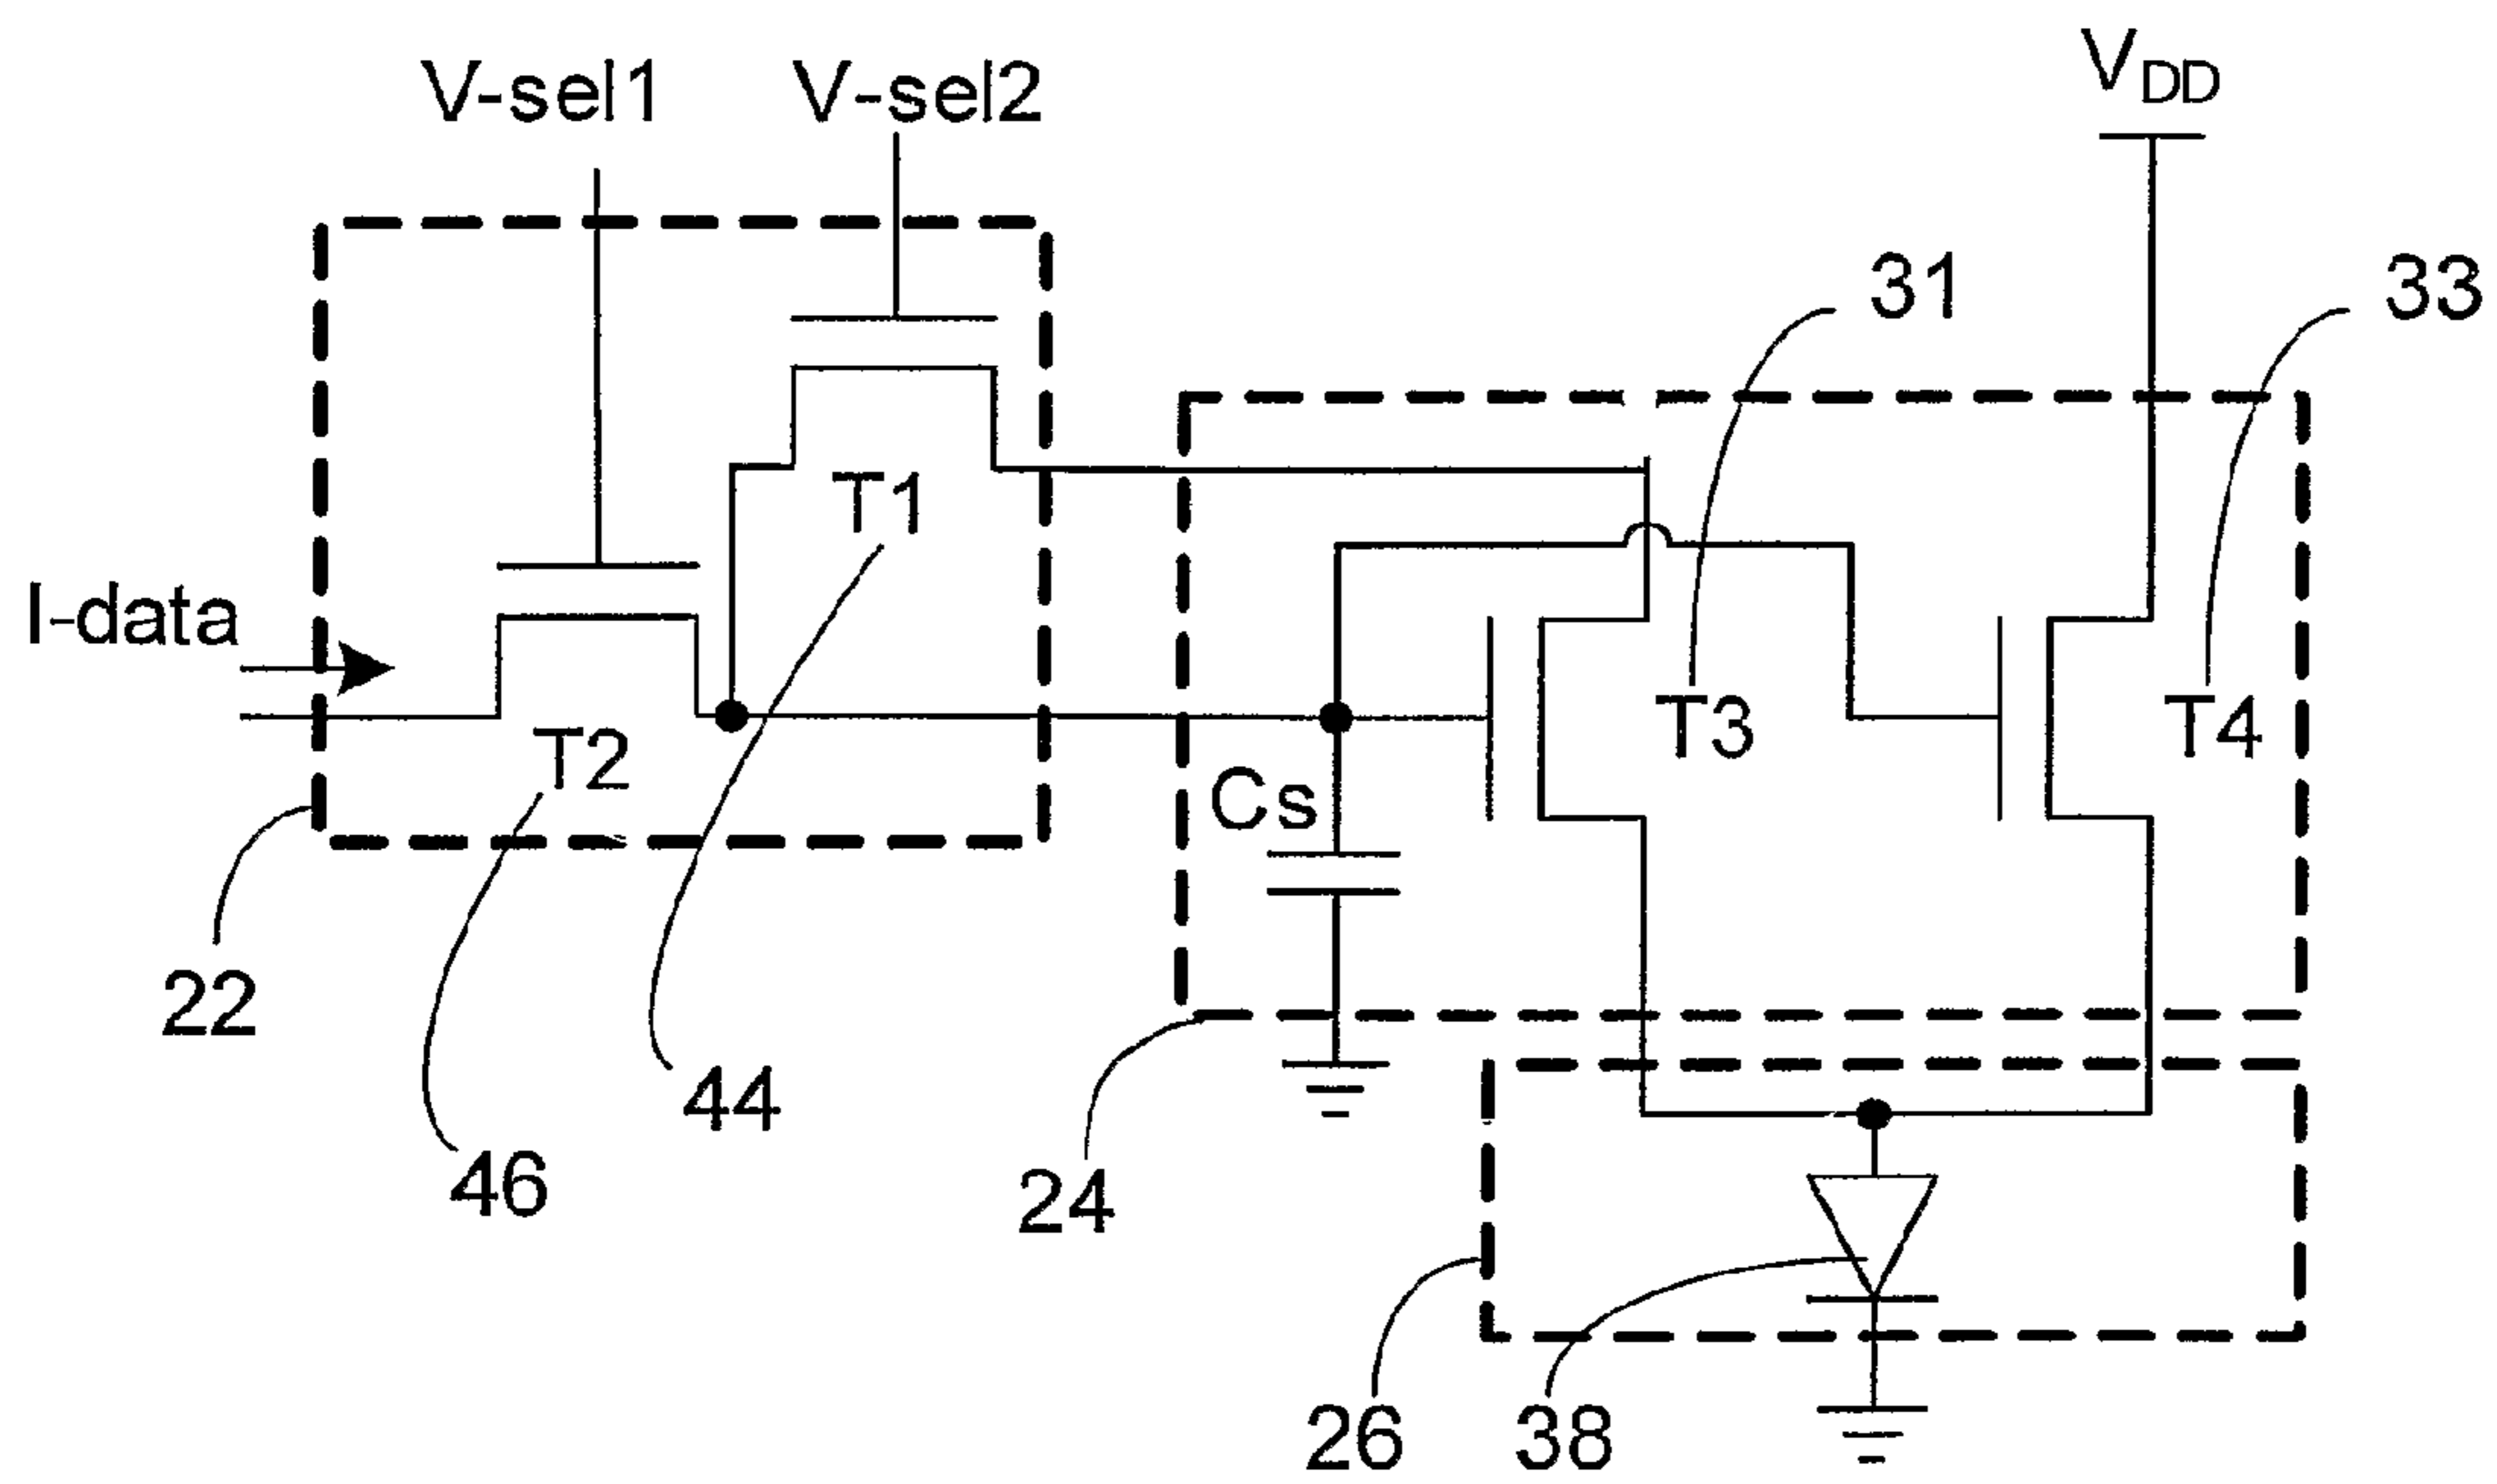 V-sel1
V-sel2
VDD
31
33
T1
I-data
T2
T3
T4
Cs
22
44
46
24
26
38